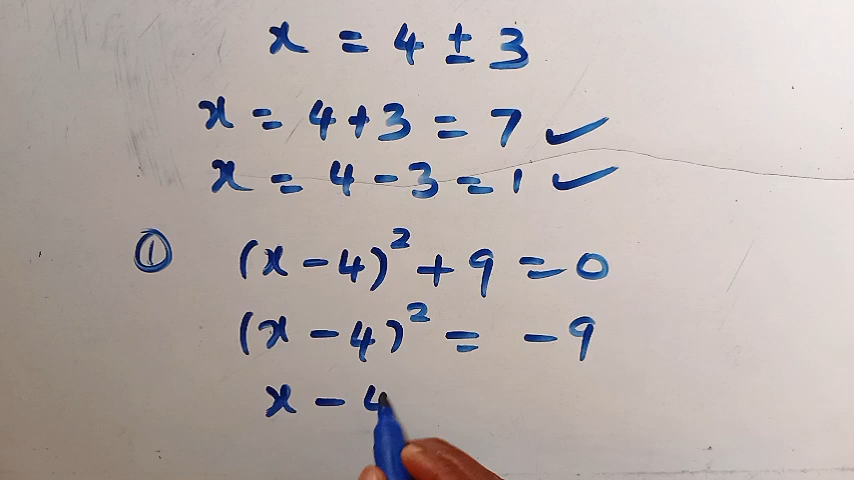 x = 4 ± 3
x = 4+3 = 7 ✓
x = 4-3 = 1 ✓
① (x - 4)² + 9 = 0
(x - 4)² = - 9
x - 4